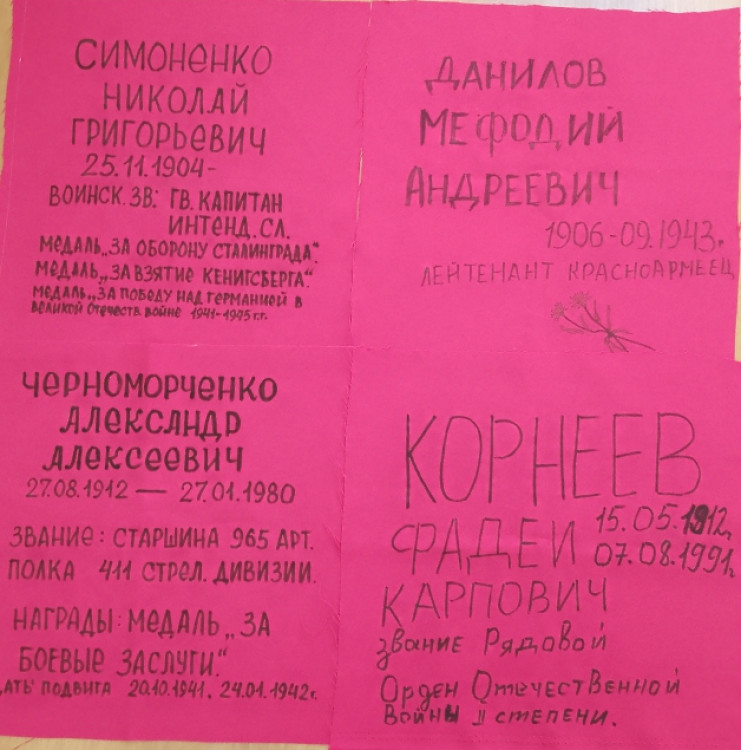 СИМОНЕНКО
НИКОЛАЙ
ГРИГОРЬЕВИЧ
25.11.1904-
ВОИНСК. ЗВ: ГВ. КАПИТАН
ИНТЕНД. СЛ.
МЕДАЛЬ „ЗА ОБОРОНУ СТАЛИНГРАДА".
МЕДАЛЬ „ЗА ВЗЯТИЕ КЕНИГСБЕРГА".
МЕДАЛЬ „ЗА ПОБЕДУ НАД ГЕРМАНИЕЙ В
ВЕЛИКОЙ ОТЕЧЕСТВ. ВОЙНЕ 1941-1945 г.г.
ДАНИЛОВ
МЕФОДИЙ
АНДРЕЕВИЧ
1906-09.1943г.
ЛЕЙТЕНАНТ КРАСНОАРМЕЕЦ
ЧЕРНОМОРЧЕНКО
АЛЕКСАНДР
АЛЕКСЕЕВИЧ
27.08.1912 — 27.01.1980
ЗВАНИЕ: СТАРШИНА 965 АРТ.
ПОЛКА 411 СТРЕЛ. ДИВИЗИИ.
НАГРАДЫ: МЕДАЛЬ „ЗА
БОЕВЫЕ ЗАСЛУГИ."
ПОДВИГА 20.10.1941, 24.01.1942г.
КОРНЕЕВ
ФАДЕЙ 15.05.1912,
07.08.1991г.
КАРПОВИЧ
звание Рядовой
Орден Отечественной
Войны II степени.